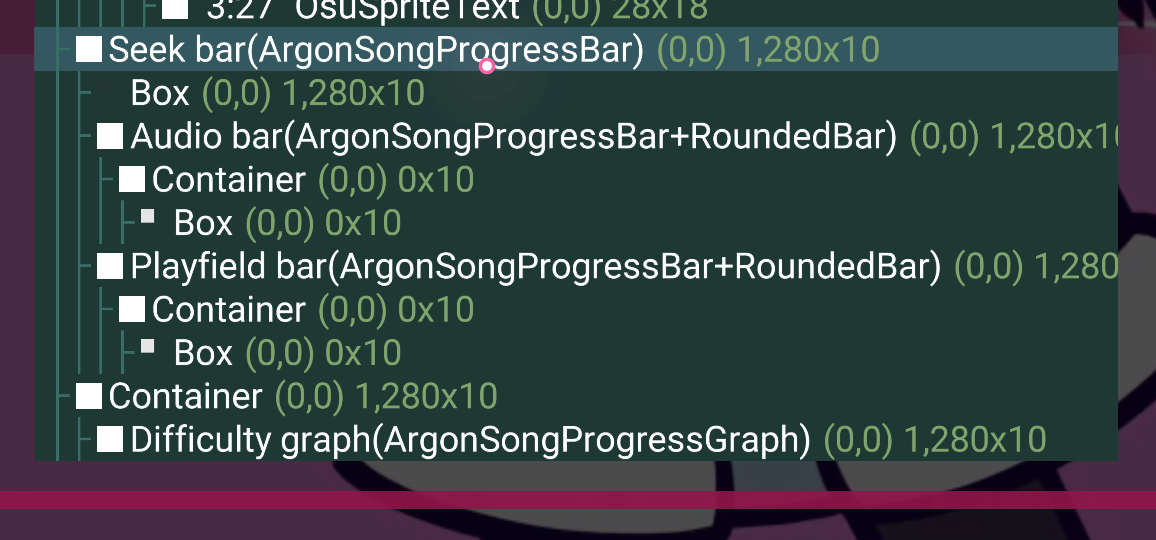 3:27 OsuSpriteText (0,0) 28x18
Seek bar(ArgonSongProgressBar) (0,0) 1,280x10
Box (0,0) 1,280x10
Audio bar(ArgonSongProgressBar+RoundedBar) (0,0) 1,280x10
Container (0,0) 0x10
Box (0,0) 0x10
Playfield bar(ArgonSongProgressBar+RoundedBar) (0,0) 1,280
Container (0,0) 0x10
Box (0,0) 0x10
Container (0,0) 1,280x10
Difficulty graph(ArgonSongProgressGraph) (0,0) 1,280x10